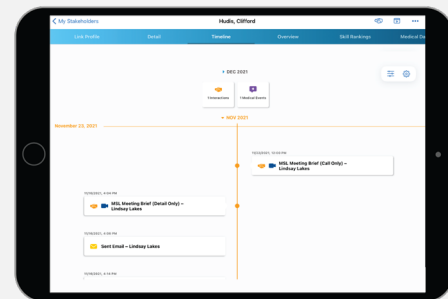 My Stakeholders
Hudis, Clifford
Link Profile
Detail
Timeline
Overview
Skill Rankings
Medical Da
+ DEC 2021
1 Interactions
1 Medical Events
+ NOV 2021
November 23, 2021
MSL Meeting Brief (Call Only) –
Lindsay Lakes
MSL Meeting Brief (Detail Only) –
Lindsay Lakes
Sent Email – Lindsay Lakes